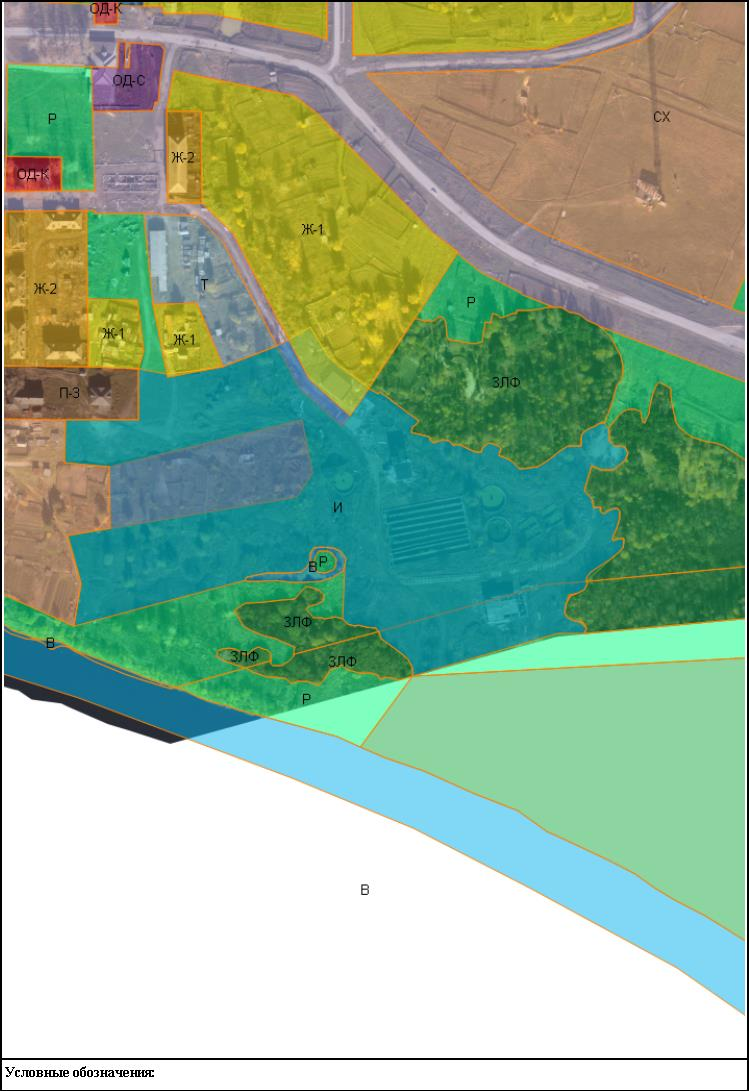 ОД-К
ОД-С
СХ
Р
Ж-2
ОД-К
Ж-1
Т
Ж-2
Р
Ж-1
Ж-1
ЗЛФ
П-3
И
В
Р
ЗЛФ
В
ЗЛФ
ЗЛФ
Р
В
Условные обозначения: